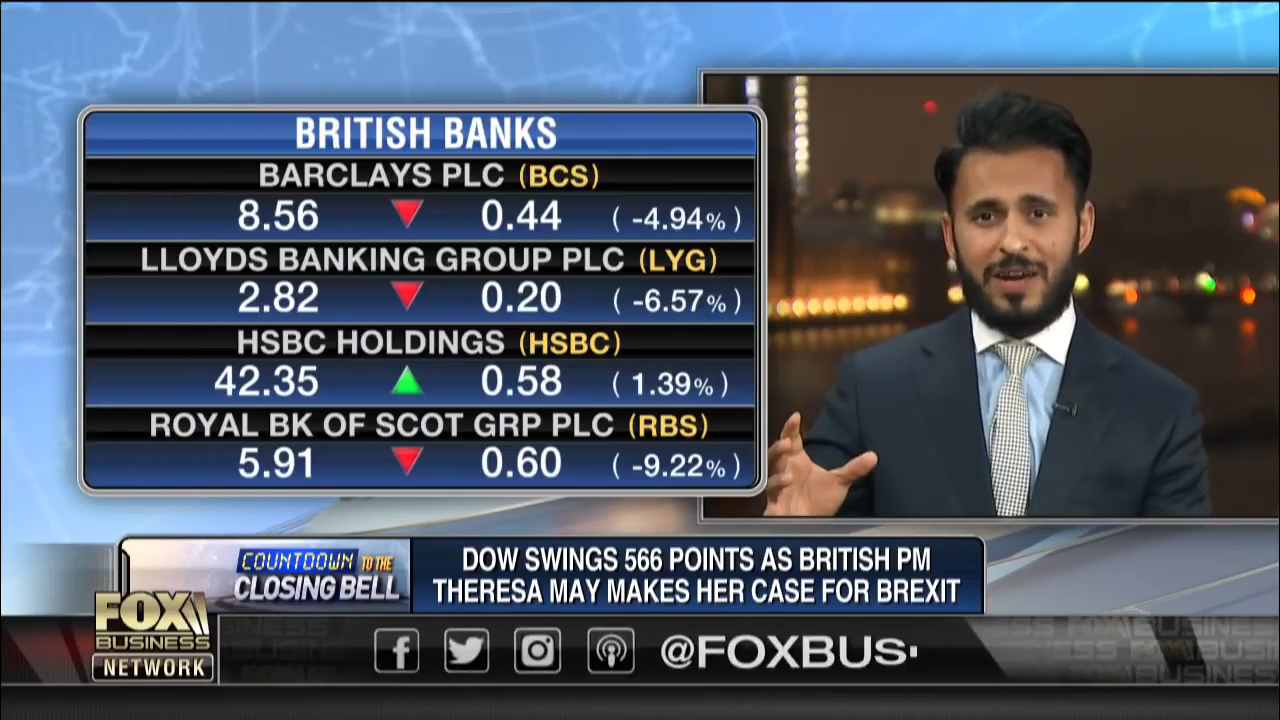 BRITISH BANKS
BARCLAYS PLC (BCS)
8.56 ▼ 0.44 ( -4.94% )
LLOYDS BANKING GROUP PLC (LYG)
2.82 ▼ 0.20 ( -6.57% )
HSBC HOLDINGS (HSBC)
42.35 ▲ 0.58 ( 1.39% )
ROYAL BK OF SCOT GRP PLC (RBS)
5.91 ▼ 0.60 ( -9.22% )
COUNTDOWN TO THE
CLOSING BELL
DOW SWINGS 566 POINTS AS BRITISH PM
THERESA MAY MAKES HER CASE FOR BREXIT
FOX
BUSINESS
NETWORK
@FOXBUS